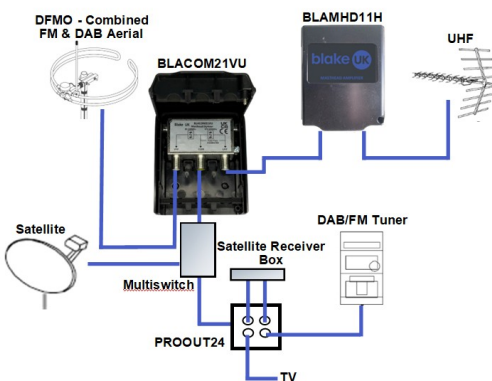 DFMO - Combined
FM & DAB Aerial
BLACOM21VU
BLAMHD11H
UHF
blake UK
Satellite
Multiswitch
Satellite Receiver
Box
DAB/FM Tuner
PROOUT24
TV